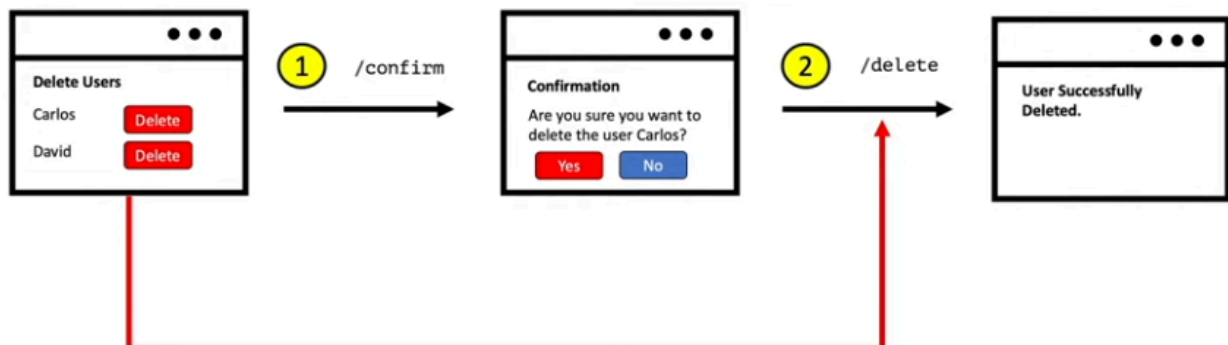 Delete Users
Carlos Delete
David Delete
1 /confirm
Confirmation
Are you sure you want to
delete the user Carlos?
Yes No
2 /delete
User Successfully
Deleted.